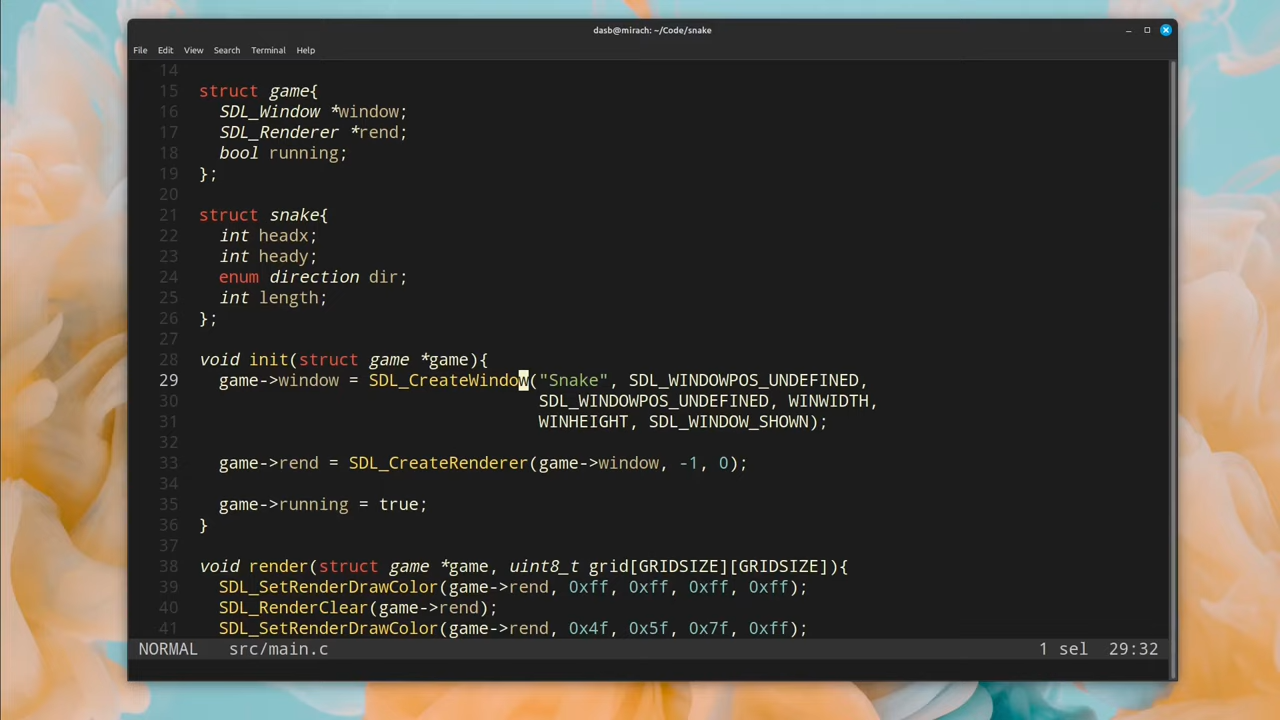 dasb@mirach: ~/Code/snake
File Edit View Search Terminal Help
14
15 struct game{
16   SDL_Window *window;
17   SDL_Renderer *rend;
18   bool running;
19 };
20
21 struct snake{
22   int headx;
23   int heady;
24   enum direction dir;
25   int length;
26 };
27
28 void init(struct game *game){
29   game->window = SDL_CreateWindow("Snake", SDL_WINDOWPOS_UNDEFINED,
30                                   SDL_WINDOWPOS_UNDEFINED, WINWIDTH,
31                                   WINHEIGHT, SDL_WINDOW_SHOWN);
32
33   game->rend = SDL_CreateRenderer(game->window, -1, 0);
34
35   game->running = true;
36 }
37
38 void render(struct game *game, uint8_t grid[GRIDSIZE][GRIDSIZE]){
39   SDL_SetRenderDrawColor(game->rend, 0xff, 0xff, 0xff, 0xff);
40   SDL_RenderClear(game->rend);
41   SDL_SetRenderDrawColor(game->rend, 0x4f, 0x5f, 0x7f, 0xff);
NORMAL src/main.c 1 sel 29:32